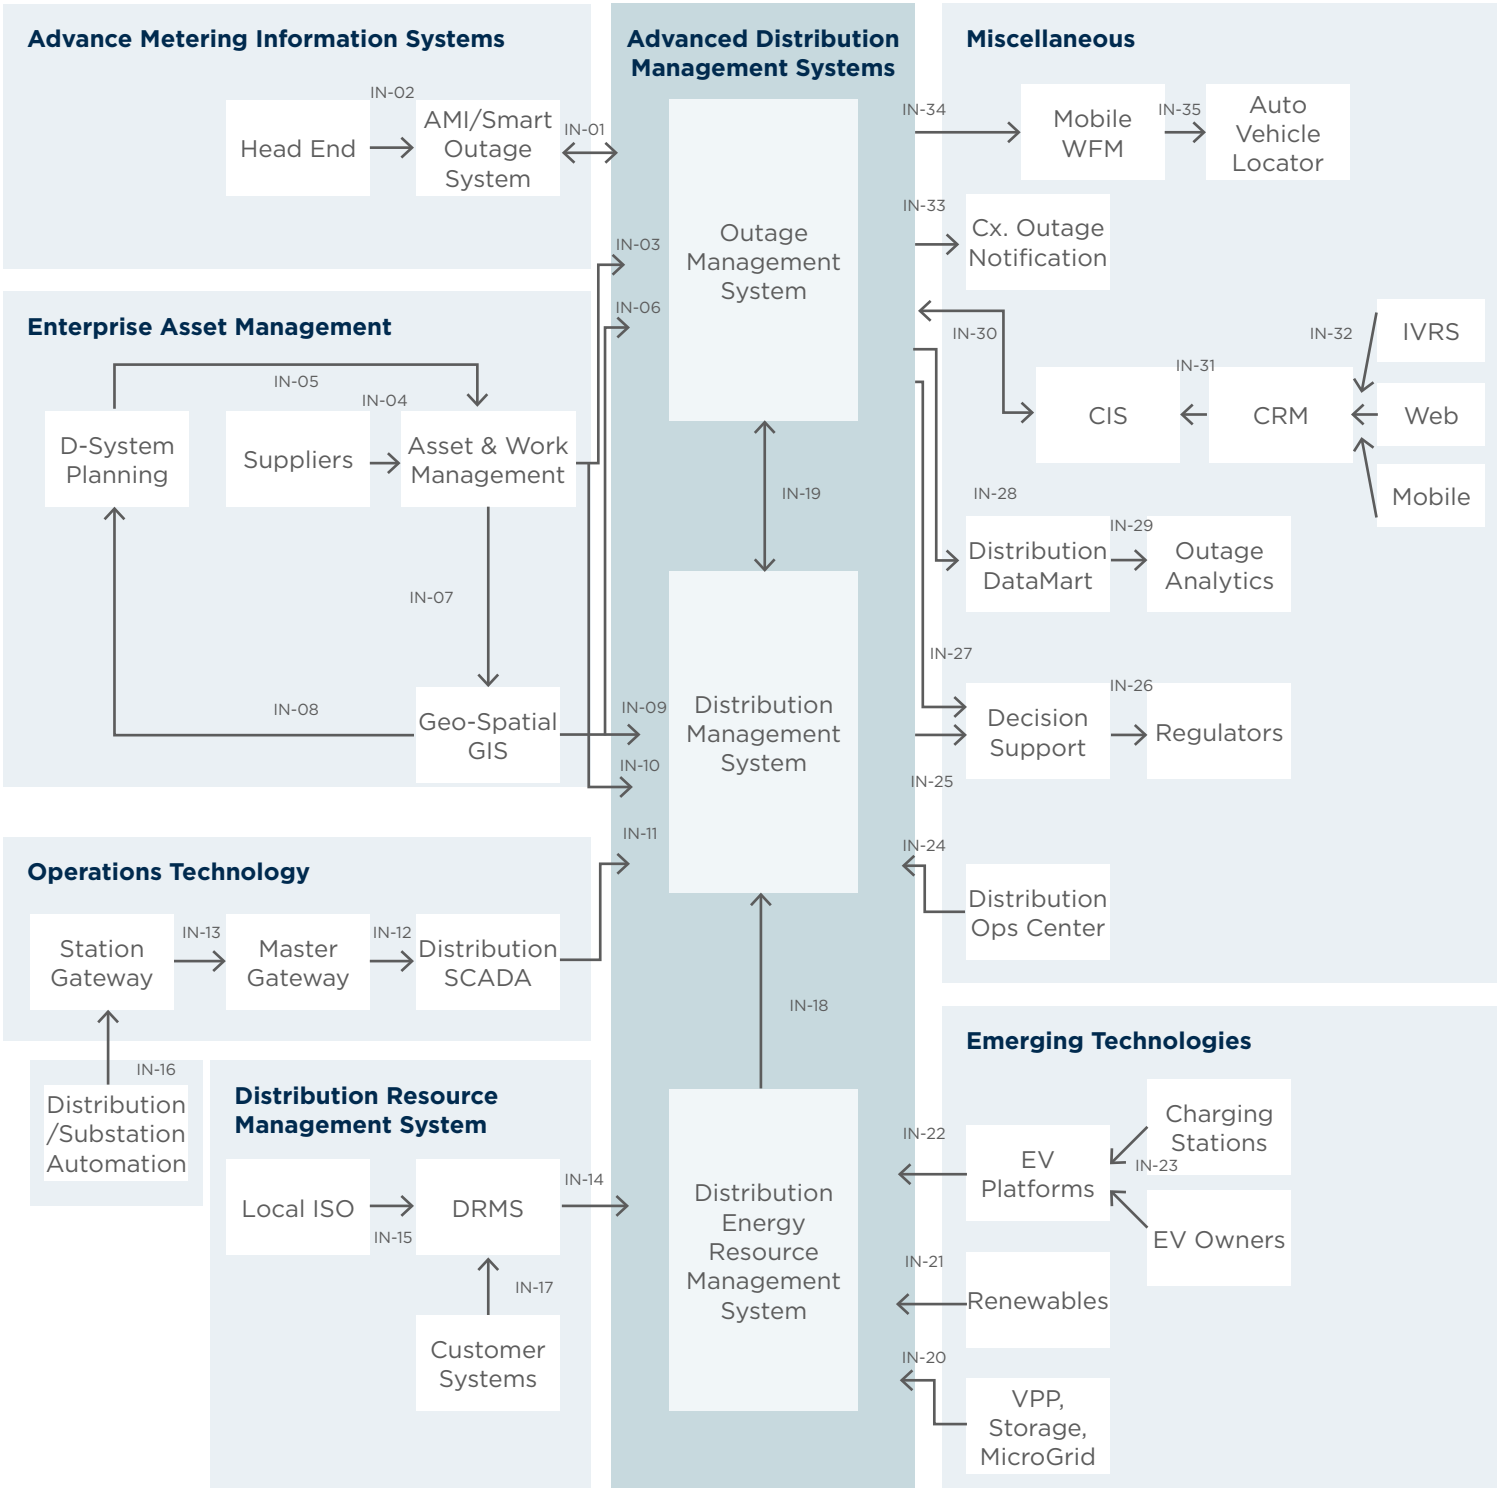 Advance Metering Information Systems
IN-02
Head End
AMI/Smart
Outage
System
IN-01
Enterprise Asset Management
IN-03
IN-06
IN-05
IN-04
D-System
Planning
Suppliers
Asset & Work
Management
IN-07
IN-08
Geo-Spatial
GIS
IN-09
IN-10
Operations Technology
IN-11
Station
Gateway
IN-13
Master
Gateway
IN-12
Distribution
SCADA
IN-16
Distribution
/Substation
Automation
Distribution Resource
Management System
Local ISO
IN-15
DRMS
IN-14
IN-17
Customer
Systems
Advanced Distribution
Management Systems
Outage
Management
System
IN-19
Distribution
Management
System
IN-18
Distribution
Energy
Resource
Management
System
Miscellaneous
IN-34
Mobile
WFM
IN-35
Auto
Vehicle
Locator
IN-33
Cx. Outage
Notification
IN-30
CIS
IN-31
CRM
IN-32
IVRS
Web
Mobile
IN-28
Distribution
DataMart
IN-29
Outage
Analytics
IN-27
Decision
Support
IN-26
Regulators
IN-25
IN-24
Distribution
Ops Center
Emerging Technologies
IN-22
EV
Platforms
Charging
Stations
IN-23
EV Owners
IN-21
Renewables
IN-20
VPP,
Storage,
MicroGrid